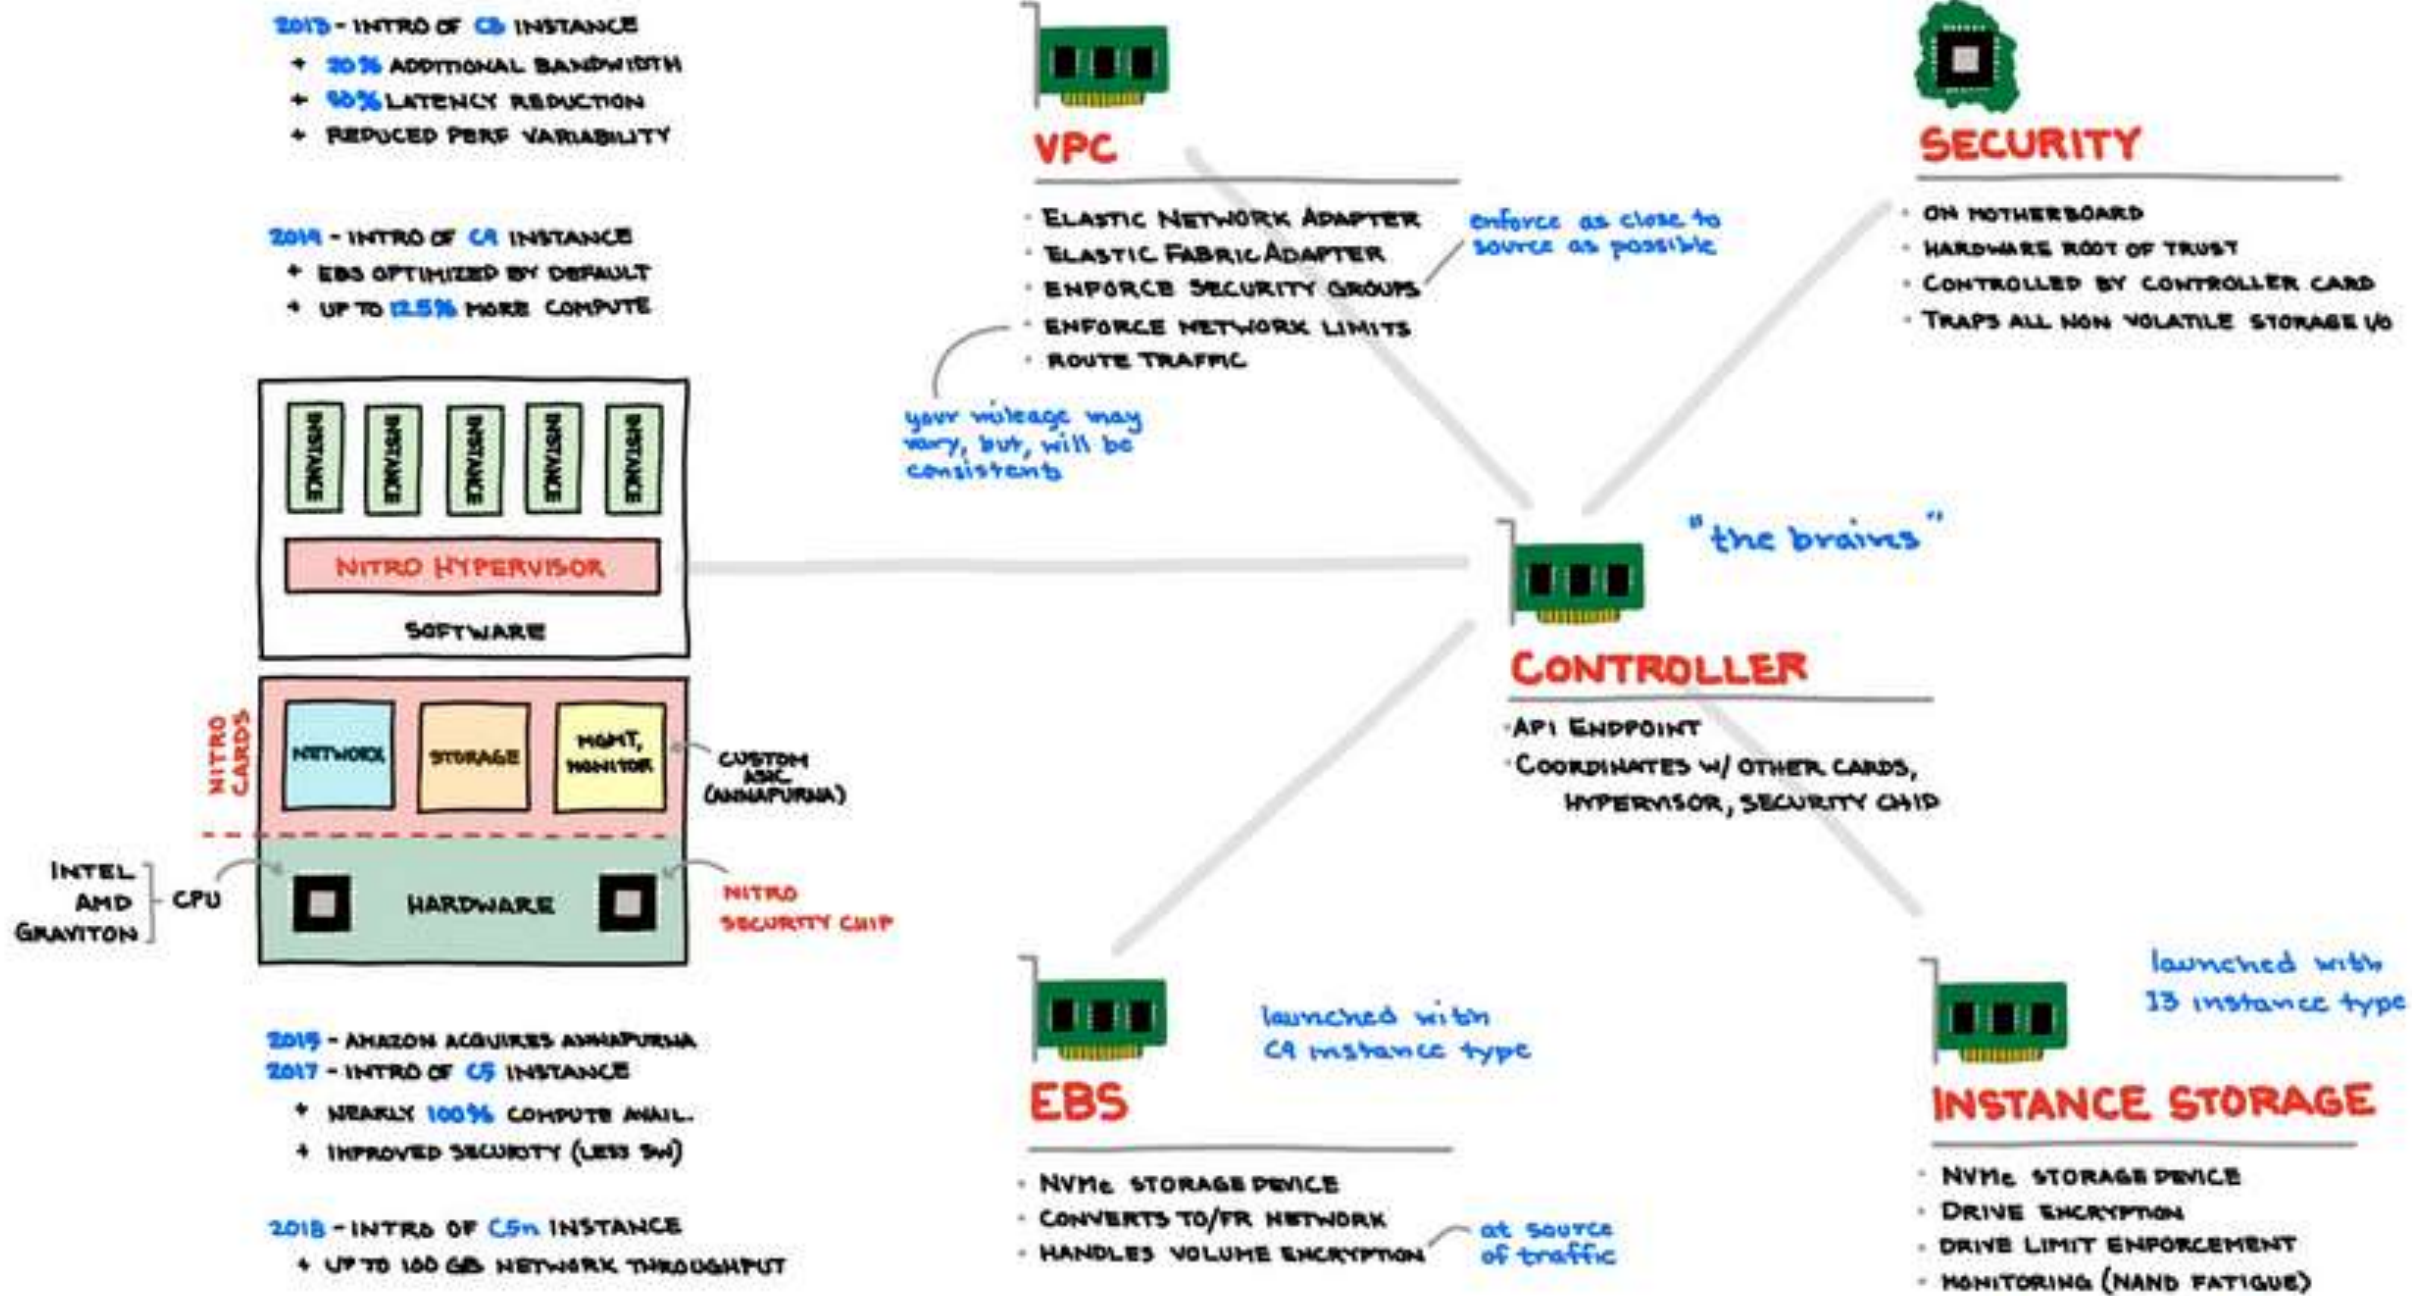 2013 - INTRO OF C3 INSTANCE
+ 20% ADDITIONAL BANDWIDTH
+ LATENCY REDUCTION
+ REDUCED PERF VARIABILITY
2014 - INTRO OF C4 INSTANCE
+ EBS OPTIMIZED BY DEFAULT
+ UP TO 12.5% MORE COMPUTE
INSTANCE
INSTANCE
INSTANCE
INSTANCE
INSTANCE
NITRO HYPERVISOR
SOFTWARE
NITRO
CARDS
NETWORK
STORAGE
MGMT,
MONITOR
CUSTOM
ASIC
(ANNAPURNA)
INTEL
AMD
GRAVITON
CPU
HARDWARE
NITRO
SECURITY CHIP
2015 - AMAZON ACQUIRES ANNAPURNA
2017 - INTRO OF C5 INSTANCE
+ NEARLY 100% COMPUTE AVAIL.
+ IMPROVED SECURITY (LESS SW)
2018 - INTRO OF C5n INSTANCE
+ UP TO 100 GB NETWORK THROUGHPUT
VPC
· ELASTIC NETWORK ADAPTER
· ELASTIC FABRIC ADAPTER
· ENFORCE SECURITY GROUPS
· ENFORCE NETWORK LIMITS
· ROUTE TRAFFIC
enforce as close to
source as possible
your mileage may
vary, but, will be
consistent
SECURITY
· ON MOTHERBOARD
· HARDWARE ROOT OF TRUST
· CONTROLLED BY CONTROLLER CARD
· TRAPS ALL NON VOLATILE STORAGE I/O
"the brains"
CONTROLLER
· API ENDPOINT
· COORDINATES W/ OTHER CARDS,
HYPERVISOR, SECURITY CHIP
launched with
C4 instance type
EBS
· NVMe STORAGE DEVICE
· CONVERTS TO/FR NETWORK
· HANDLES VOLUME ENCRYPTION
at source
of traffic
launched with
I3 instance type
INSTANCE STORAGE
· NVMe STORAGE DEVICE
· DRIVE ENCRYPTION
· DRIVE LIMIT ENFORCEMENT
· MONITORING (NAND FATIGUE)